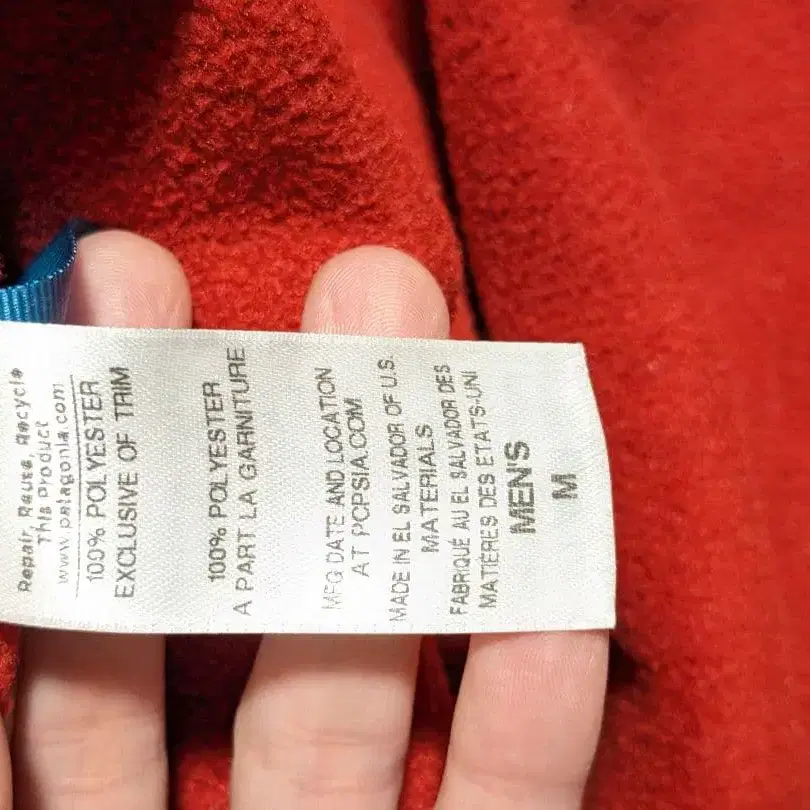 Repair, Reuse, Recycle
This Product
www.patagonia.com
100% POLYESTER
EXCLUSIVE OF TRIM
100% POLYESTER
A PART LA GARNITURE
MFG DATE AND LOCATION
AT PCPSIA.COM
MADE IN EL SALVADOR OF U.S.
MATERIALS
FABRIQUÉ AU EL SALVADOR DES
MATIÈRES DES ETATS-UNI
MEN'S
M